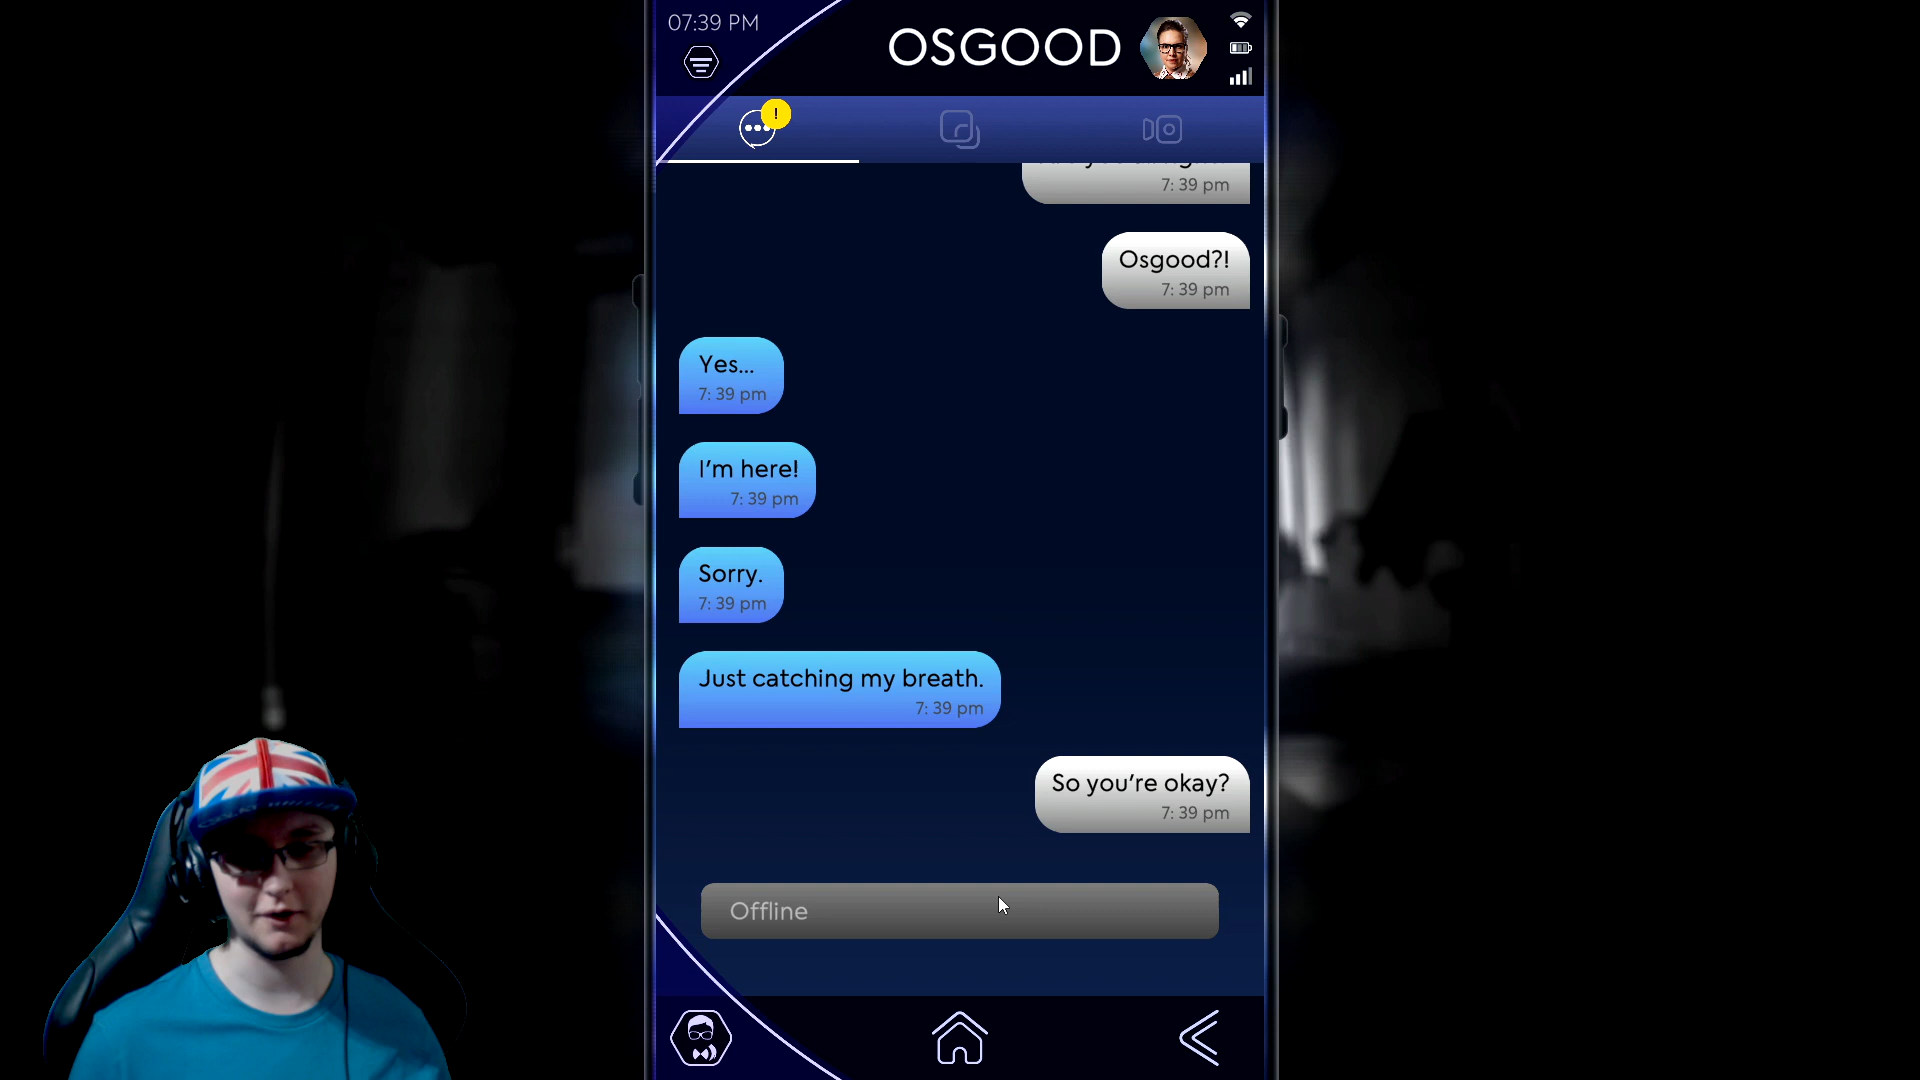 07:39 PM
OSGOOD
!
7: 39 pm
Osgood?!
7: 39 pm
Yes...
7: 39 pm
I'm here!
7: 39 pm
Sorry.
7: 39 pm
Just catching my breath.
7: 39 pm
So you're okay?
7: 39 pm
Offline